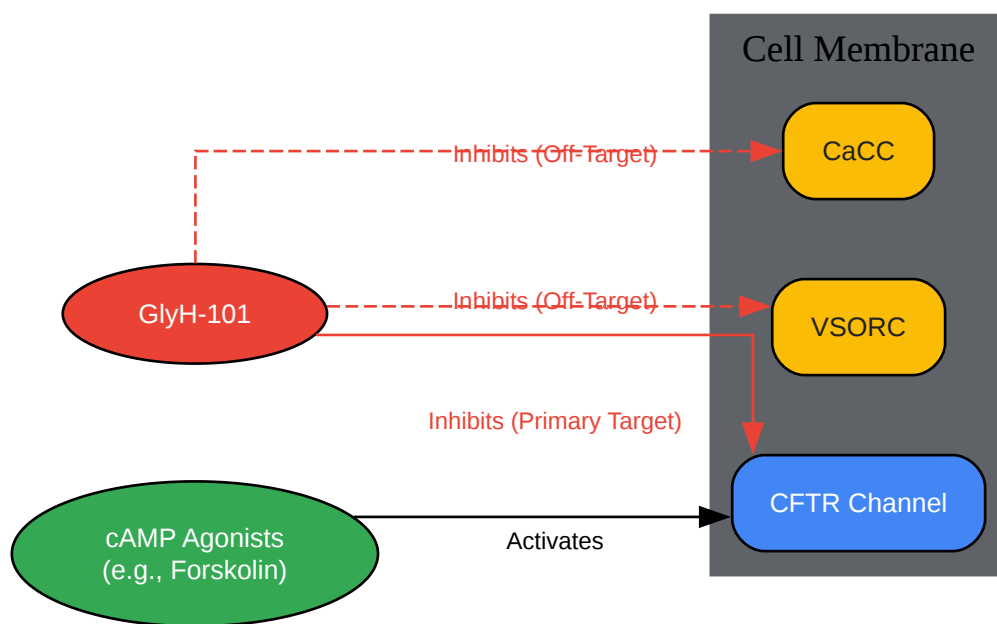 Cell Membrane
Inhibits (Off-Target)
CaCC
GlyH-101
Inhibits (Off-Target)
VSORC
Inhibits (Primary Target)
CFTR Channel
cAMP Agonists
(e.g., Forskolin)
Activates